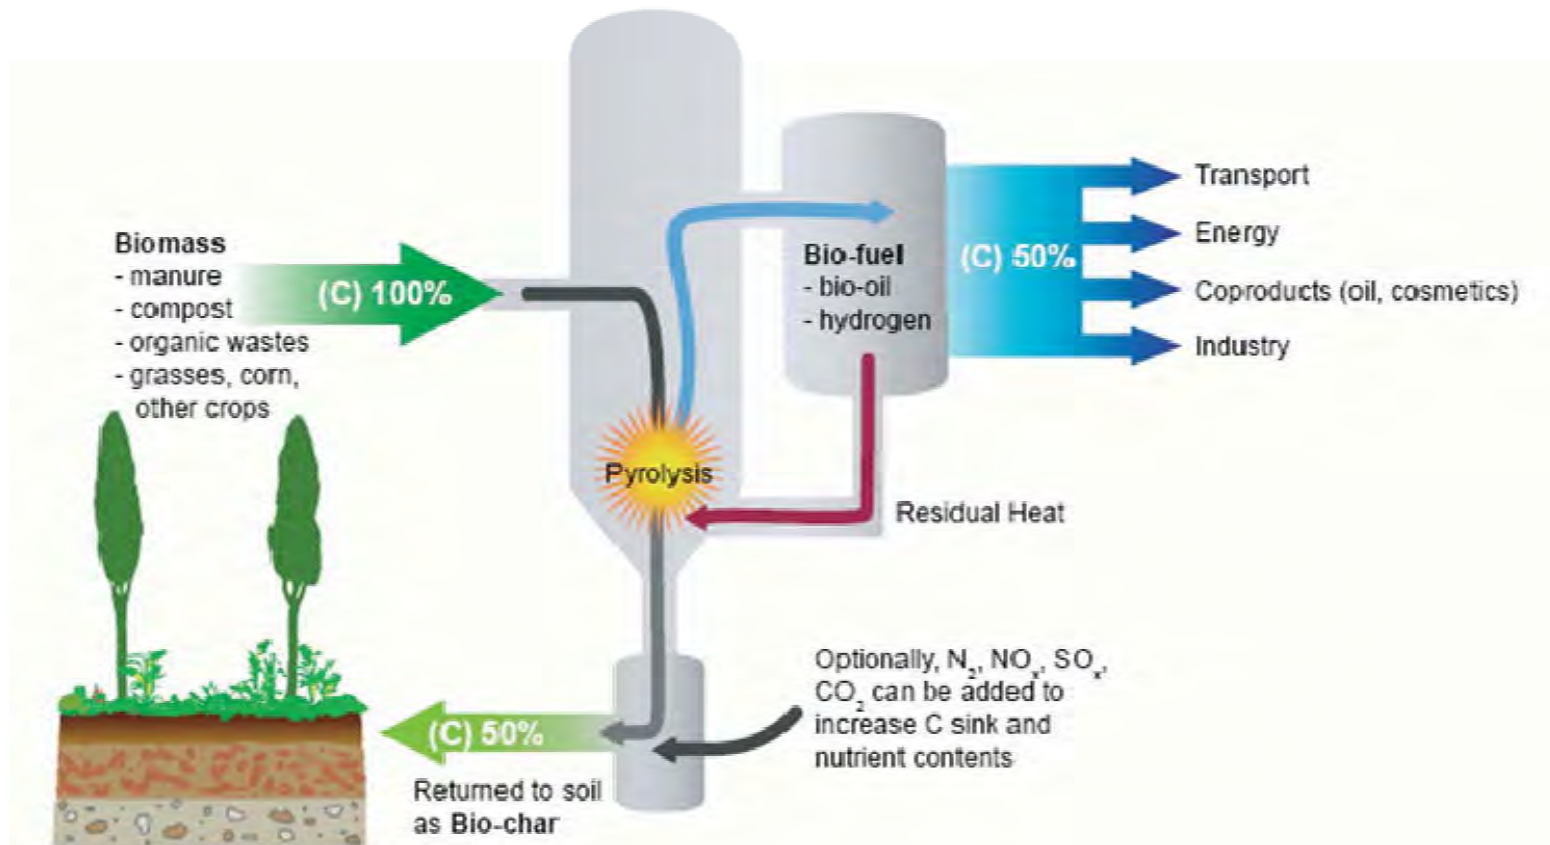 Biomass
- manure
- compost
- organic wastes
- grasses, corn,
other crops
(C) 100%
Pyrolysis
Bio-fuel
- bio-oil
- hydrogen
(C) 50%
Transport
Energy
Coproducts (oil, cosmetics)
Industry
Residual Heat
Optionally, N₂, NOₓ, SOₓ,
CO₂ can be added to
increase C sink and
nutrient contents
(C) 50%
Returned to soil
as Bio-char